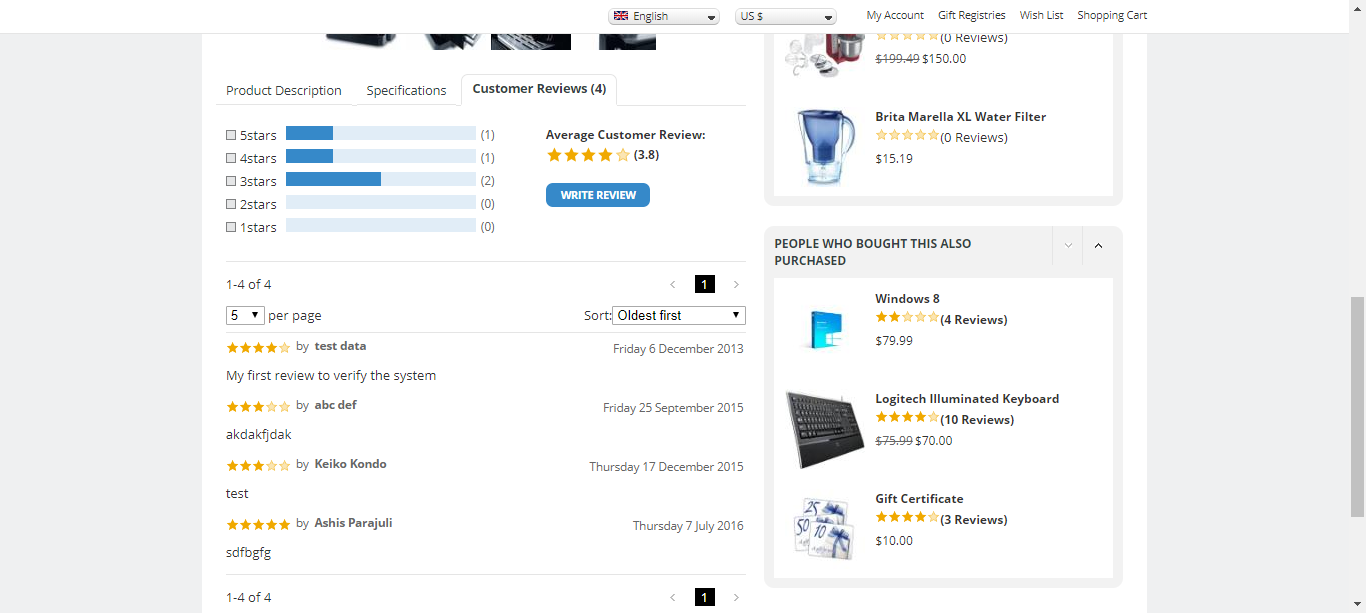 English
US $
My Account
Gift Registries
Wish List
Shopping Cart
Product Description
Specifications
Customer Reviews (4)
5stars
(1)
4stars
(1)
3stars
(2)
2stars
(0)
1stars
(0)
Average Customer Review:
(3.8)
WRITE REVIEW
1-4 of 4
1
5
per page
Sort:
Oldest first
by test data
Friday 6 December 2013
My first review to verify the system
by abc def
Friday 25 September 2015
akdakfjdak
by Keiko Kondo
Thursday 17 December 2015
test
by Ashis Parajuli
Thursday 7 July 2016
sdfbgfg
1-4 of 4
1
(0 Reviews)
$199.49 $150.00
Brita Marella XL Water Filter
(0 Reviews)
$15.19
PEOPLE WHO BOUGHT THIS ALSO
PURCHASED
Windows 8
(4 Reviews)
$79.99
Logitech Illuminated Keyboard
(10 Reviews)
$75.99 $70.00
25
50
10
Gift Certificate
(3 Reviews)
$10.00